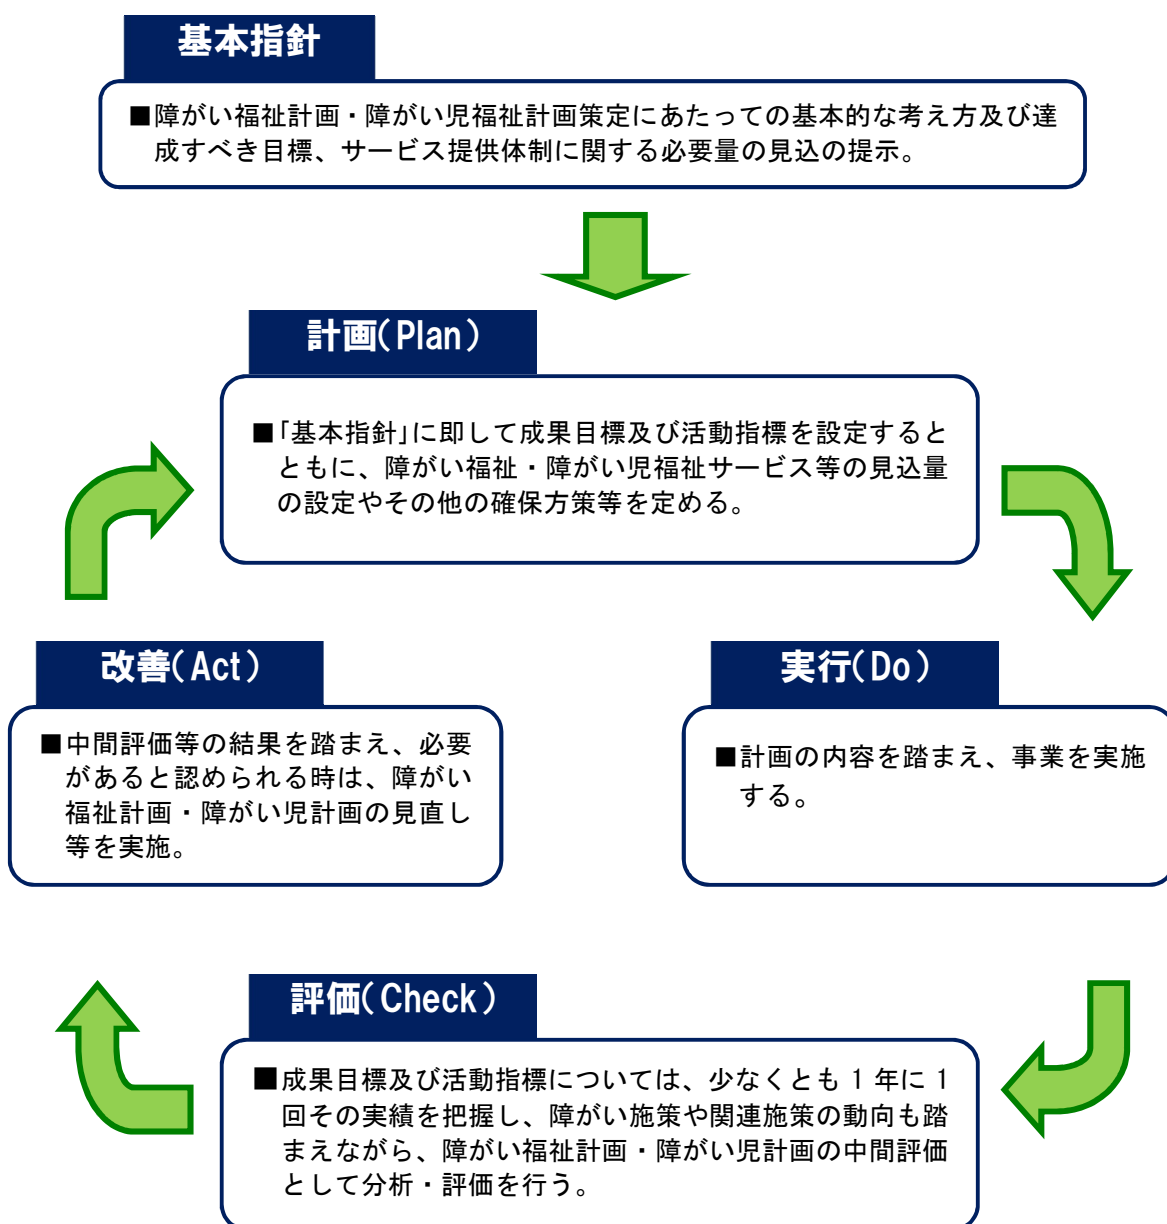 基本指針
■障がい福祉計画・障がい児福祉計画策定にあたっての基本的な考え方及び達
成すべき目標、サービス提供体制に関する必要量の見込の提示。
計画(Plan)
■「基本指針」に即して成果目標及び活動指標を設定すると
ともに、障がい福祉・障がい児福祉サービス等の見込量
の設定やその他の確保方策等を定める。
改善(Act)
■中間評価等の結果を踏まえ、必要
があると認められる時は、障がい
福祉計画・障がい児計画の見直し
等を実施。
実行(Do)
■計画の内容を踏まえ、事業を実施
する。
評価(Check)
■成果目標及び活動指標については、少なくとも 1 年に 1
回その実績を把握し、障がい施策や関連施策の動向も踏
まえながら、障がい福祉計画・障がい児計画の中間評価
として分析・評価を行う。